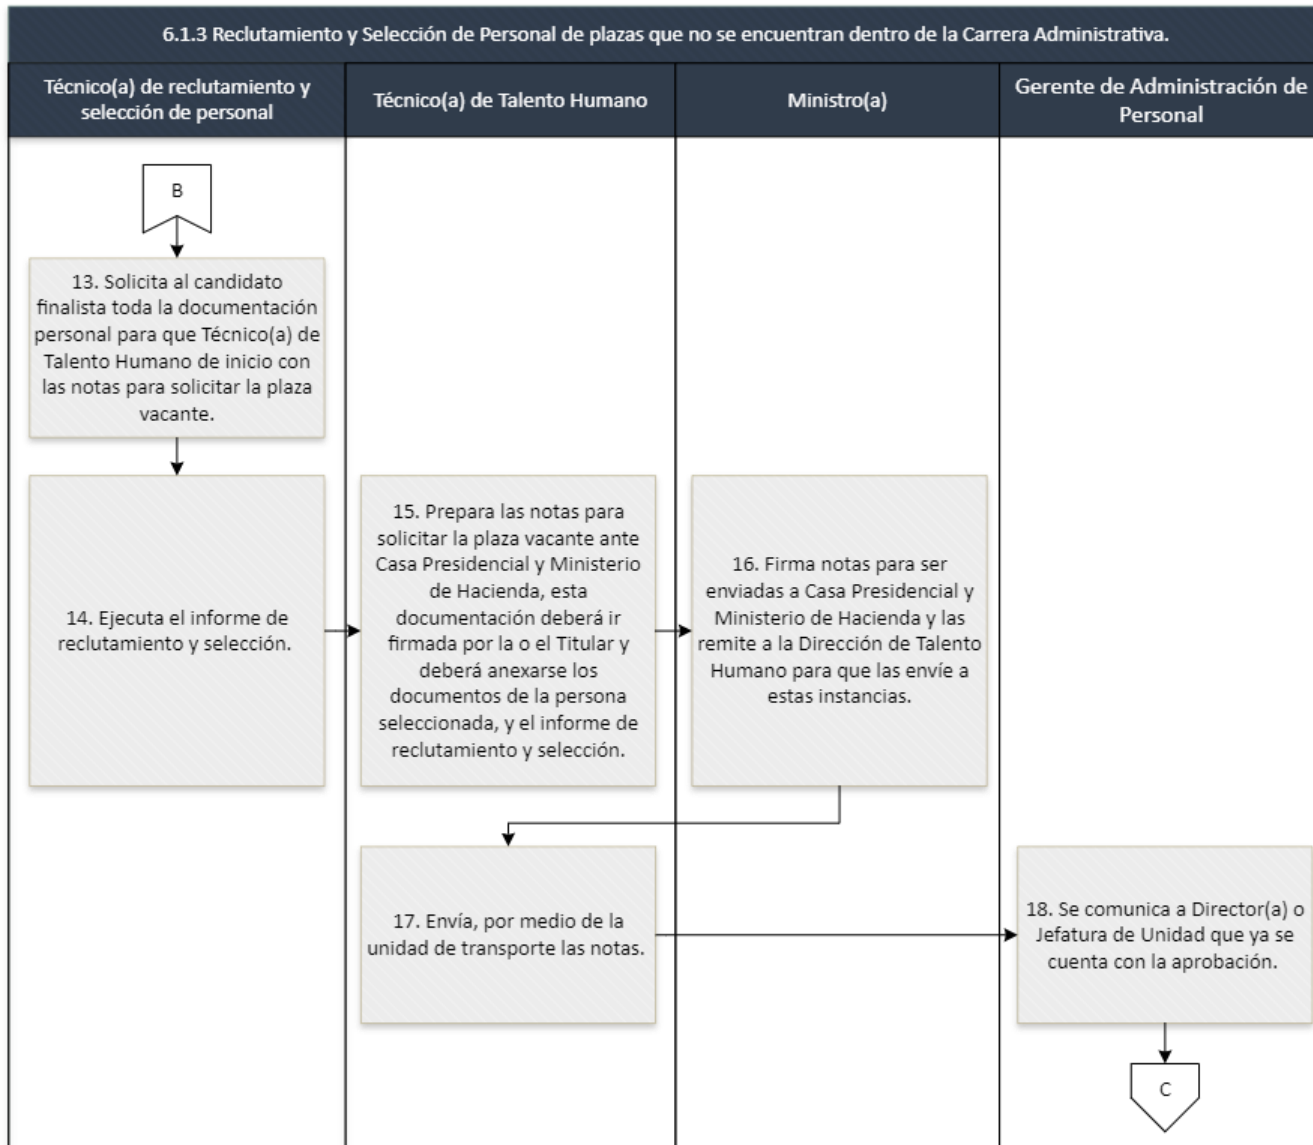 6.1.3 Reclutamiento y Selección de Personal de plazas que no se encuentran dentro de la Carrera Administrativa.
Técnico(a) de reclutamiento y
selección de personal
Técnico(a) de Talento Humano
Ministro(a)
Gerente de Administración de
Personal
B
13. Solicita al candidato
finalista toda la documentación
personal para que Técnico(a) de
Talento Humano de inicio con
las notas para solicitar la plaza
vacante.
14. Ejecuta el informe de
reclutamiento y selección.
15. Prepara las notas para
solicitar la plaza vacante ante
Casa Presidencial y Ministerio
de Hacienda, esta
documentación deberá ir
firmada por la o el Titular y
deberá anexarse los
documentos de la persona
seleccionada, y el informe de
reclutamiento y selección.
16. Firma notas para ser
enviadas a Casa Presidencial y
Ministerio de Hacienda y las
remite a la Dirección de Talento
Humano para que las envíe a
estas instancias.
17. Envía, por medio de la
unidad de transporte las notas.
18. Se comunica a Director(a) o
Jefatura de Unidad que ya se
cuenta con la aprobación.
C